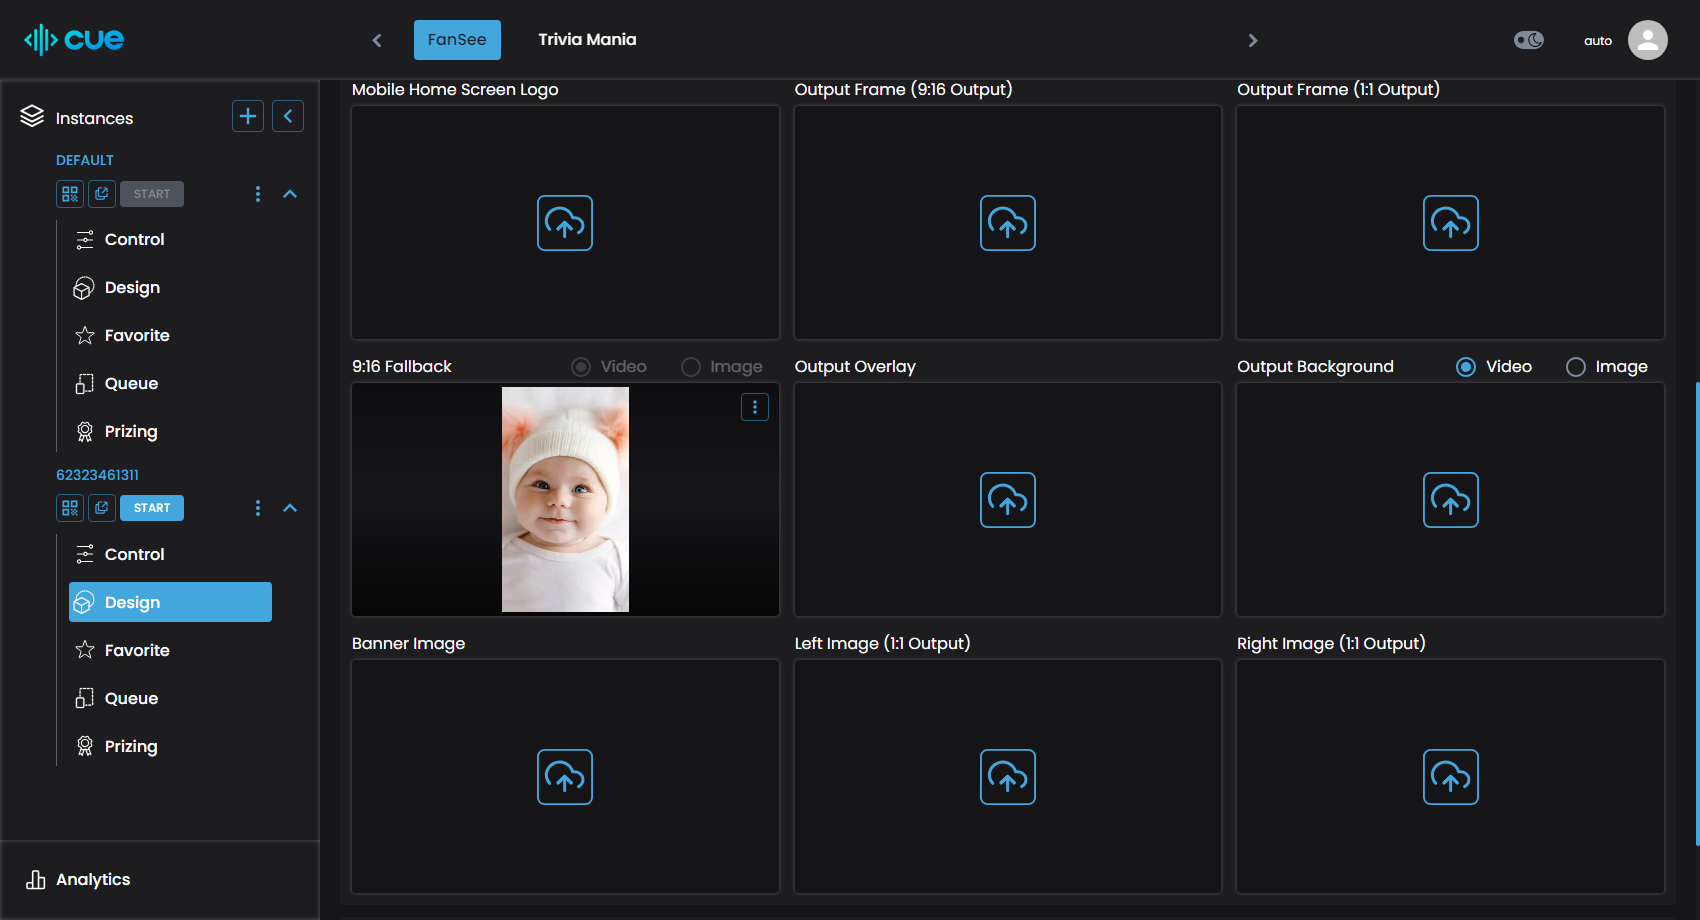 cue
FanSee
Trivia Mania
auto
Instances
DEFAULT
START
Control
Design
Favorite
Queue
Prizing
62323461311
START
Control
Design
Favorite
Queue
Prizing
Analytics
Mobile Home Screen Logo
Output Frame (9:16 Output)
Output Frame (1:1 Output)
9:16 Fallback
Video
Image
Output Overlay
Output Background
Video
Image
Banner Image
Left Image (1:1 Output)
Right Image (1:1 Output)